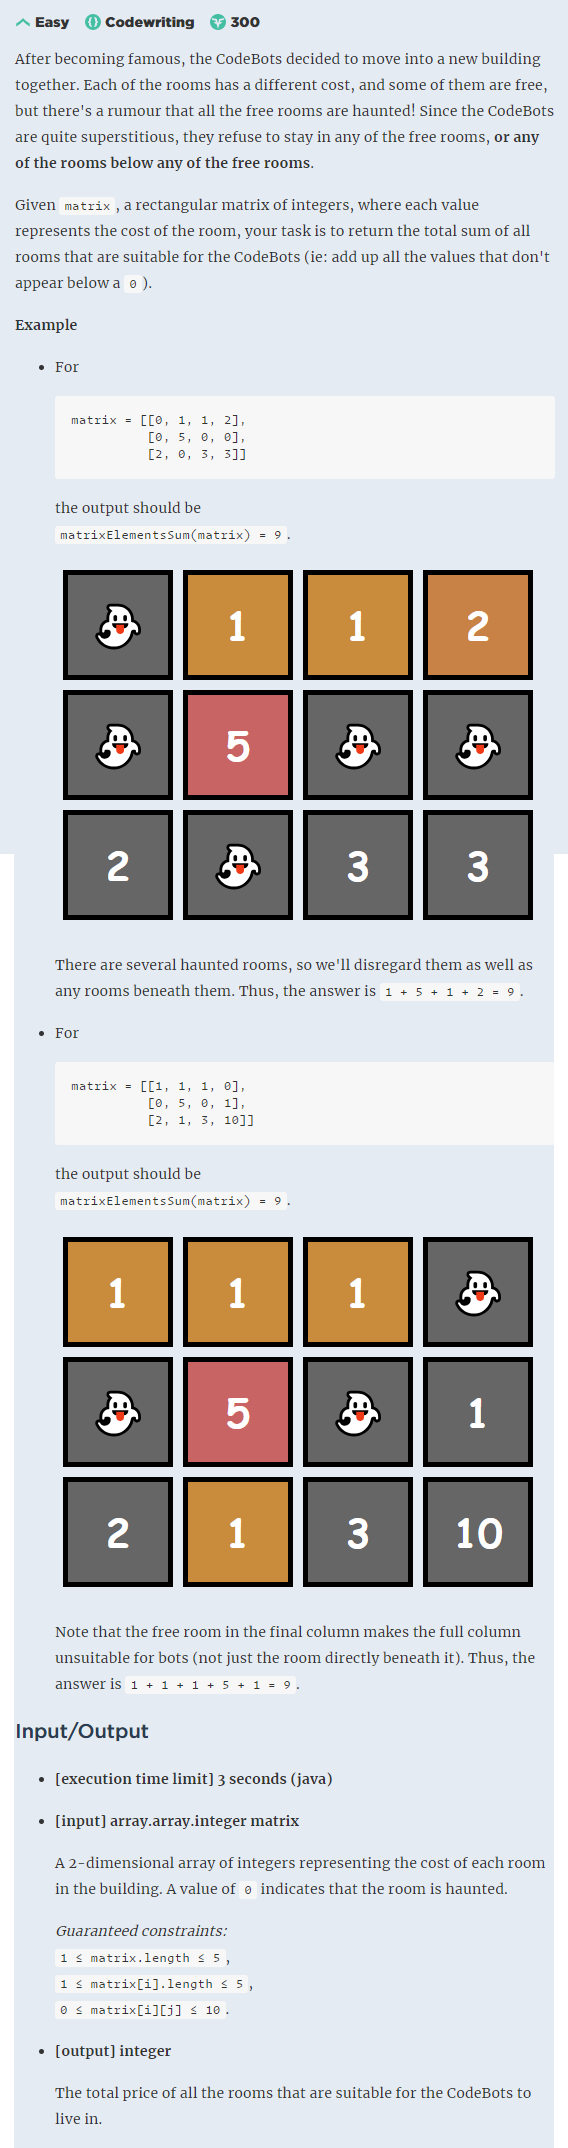 Easy Codewriting 300
After becoming famous, the CodeBots decided to move into a new building
together. Each of the rooms has a different cost, and some of them are free,
but there's a rumour that all the free rooms are haunted! Since the CodeBots
are quite superstitious, they refuse to stay in any of the free rooms, or any
of the rooms below any of the free rooms.
Given matrix, a rectangular matrix of integers, where each value
represents the cost of the room, your task is to return the total sum of all
rooms that are suitable for the CodeBots (ie: add up all the values that don't
appear below a 0).
Example
• For
matrix = [[0, 1, 1, 2],
[0, 5, 0, 0],
[2, 0, 3, 3]]
the output should be
matrixElementsSum(matrix) = 9.
1 1 2
5
2 3 3
There are several haunted rooms, so we'll disregard them as well as
any rooms beneath them. Thus, the answer is 1 + 5 + 1 + 2 = 9.
• For
matrix = [[1, 1, 1, 0],
[0, 5, 0, 1],
[2, 1, 3, 10]]
the output should be
matrixElementsSum(matrix) = 9.
1 1 1
5 1
2 1 3 10
Note that the free room in the final column makes the full column
unsuitable for bots (not just the room directly beneath it). Thus, the
answer is 1 + 1 + 1 + 5 + 1 = 9.
Input/Output
• [execution time limit] 3 seconds (java)
• [input] array.array.integer matrix
A 2-dimensional array of integers representing the cost of each room
in the building. A value of 0 indicates that the room is haunted.
Guaranteed constraints:
1 ≤ matrix.length ≤ 5,
1 ≤ matrix[i].length ≤ 5,
0 ≤ matrix[i][j] ≤ 10.
• [output] integer
The total price of all the rooms that are suitable for the CodeBots to
live in.